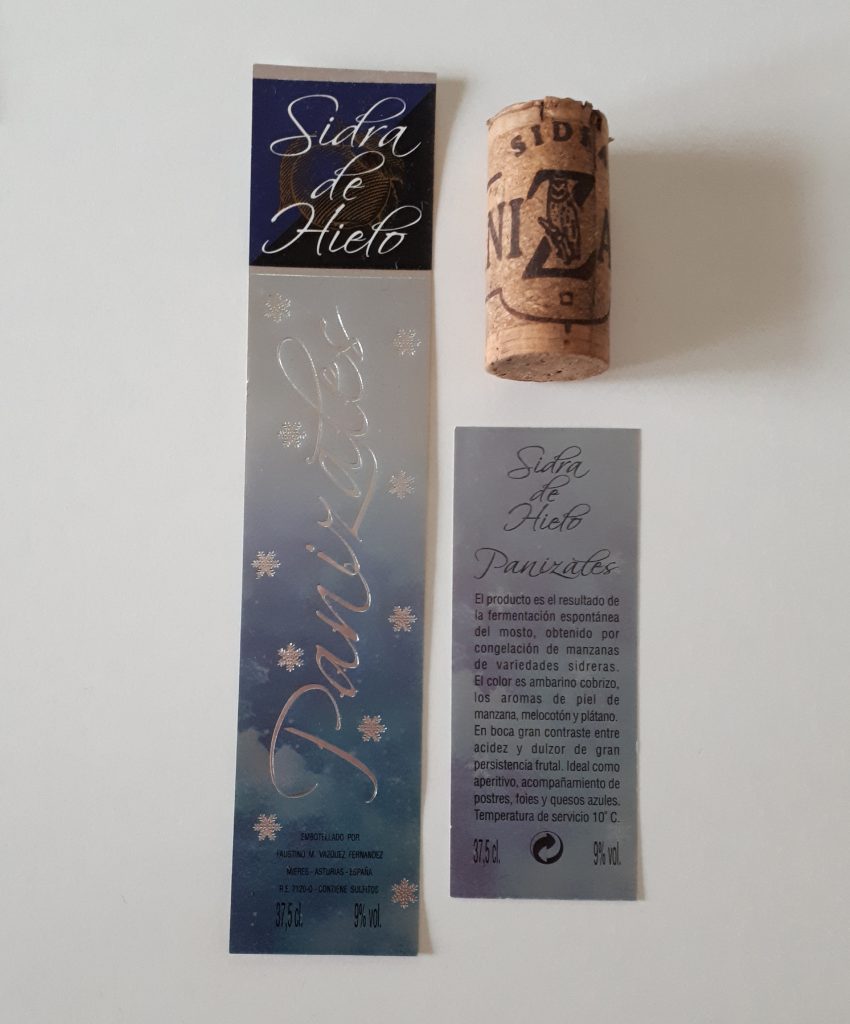 Sidra
de
Hielo
Panizales
EMBOTELLADO POR
FAUSTINO M. VAZQUEZ FERNANDEZ
MIERES - ASTURIAS - ESPAÑA
R.E. 7120-O - CONTIENE SULFITOS
37,5 cl. 9% vol.
SIDR
NIZA
Sidra
de
Hielo
Panizales
El producto es el resultado de
la fermentación espontánea
del mosto, obtenido por
congelación de manzanas
de variedades sidreras.
El color es ambarino cobrizo,
los aromas de piel de
manzana, melocotón y plátano.
En boca gran contraste entre
acidez y dulzor de gran
persistencia frutal. Ideal como
aperitivo, acompañamiento de
postres, foies y quesos azules.
Temperatura de servicio 10° C.
37,5 cl. 9% vol.